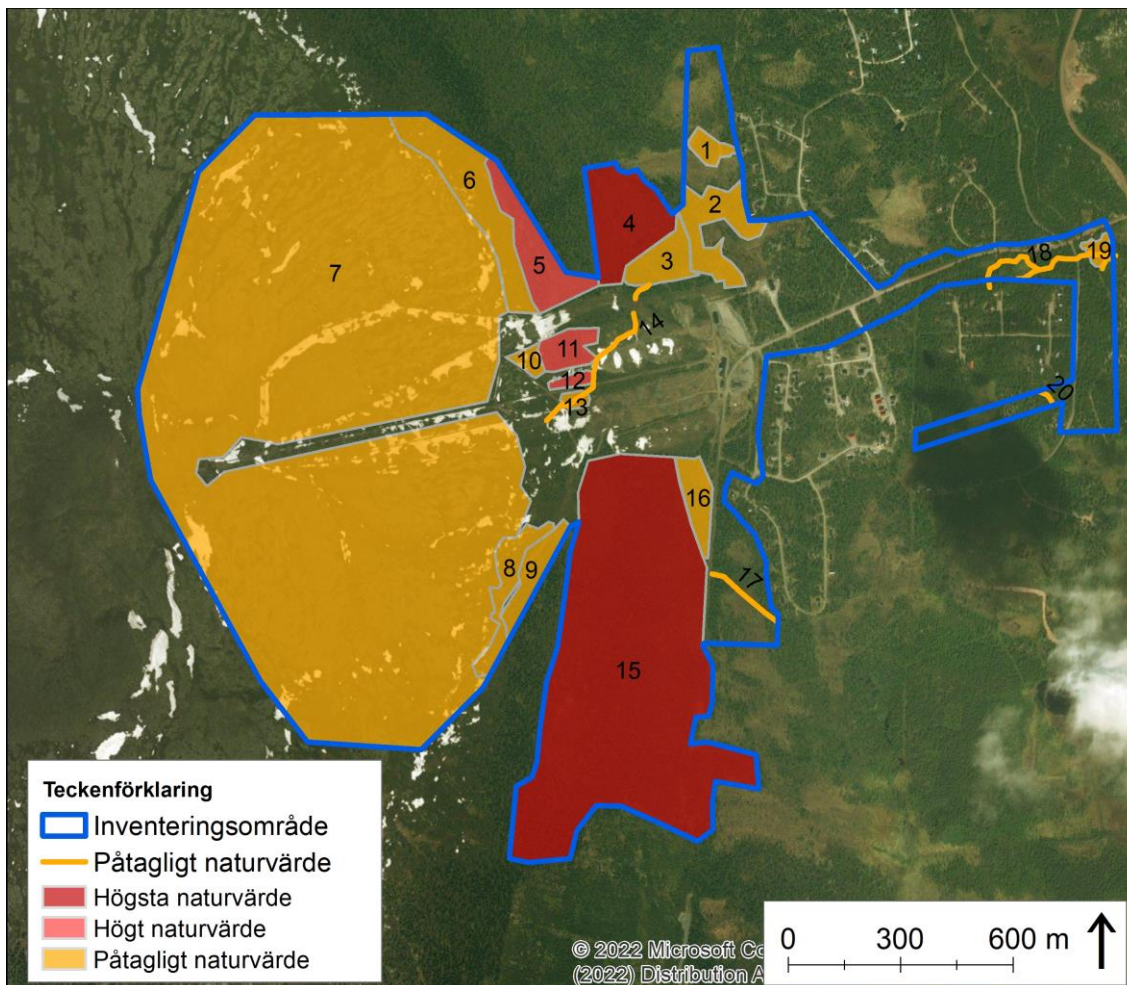 1
2
6
4
5
3
18
19
7
14
11
10
12
13
20
16
8
9
17
15
Teckenförklaring
Inventeringsområde
Påtagligt naturvärde
Högsta naturvärde
Högt naturvärde
Påtagligt naturvärde
© 2022 Microsoft Co
(2022) Distribution A
0 300 600 m